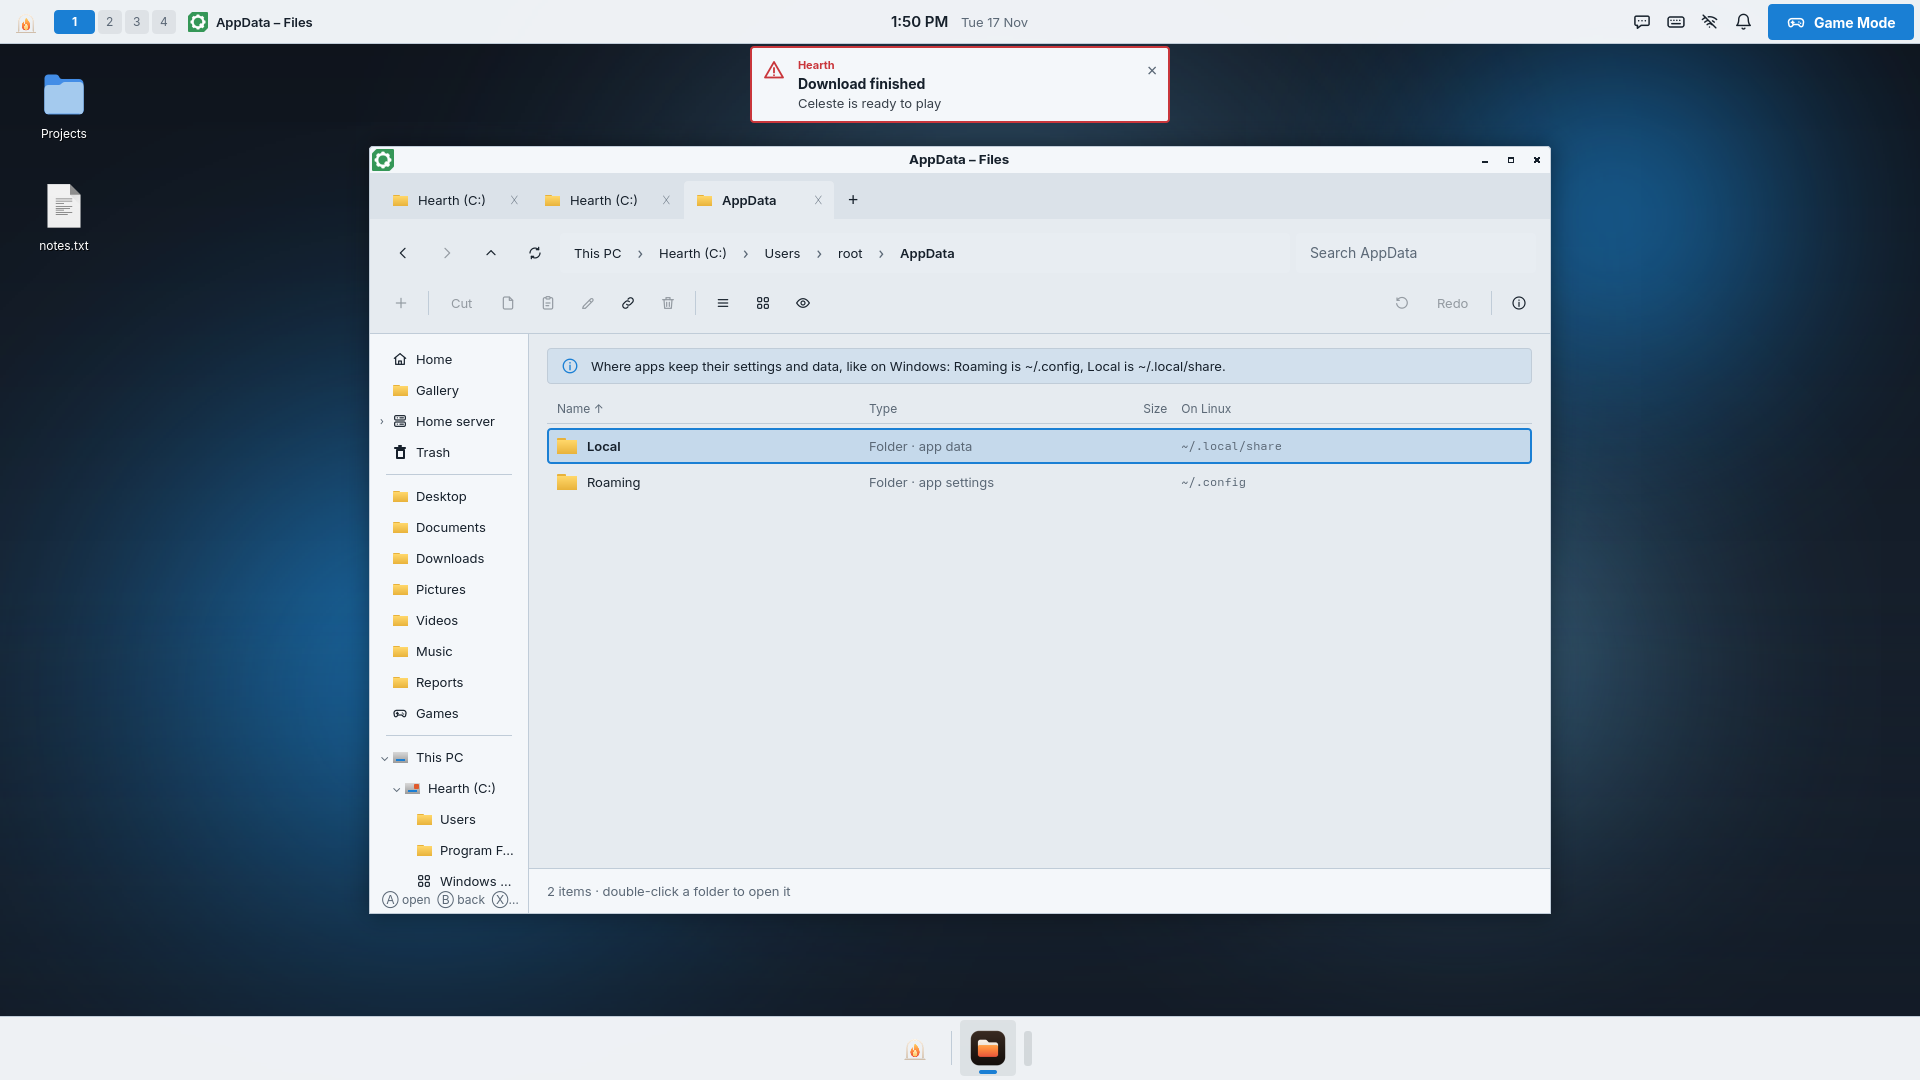 1 2 3 4 AppData – Files 1:50 PM Tue 17 Nov Game Mode
Projects
notes.txt
Hearth
Download finished
Celeste is ready to play
AppData – Files
Hearth (C:) Hearth (C:) AppData
This PC › Hearth (C:) › Users › root › AppData Search AppData
Cut Redo
Home
Gallery
Home server
Trash
Desktop
Documents
Downloads
Pictures
Videos
Music
Reports
Games
This PC
Hearth (C:)
Users
Program F...
Windows ...
A open B back X...
Where apps keep their settings and data, like on Windows: Roaming is ~/.config, Local is ~/.local/share.
Name ↑ Type Size On Linux
Local Folder · app data ~/.local/share
Roaming Folder · app settings ~/.config
2 items · double-click a folder to open it